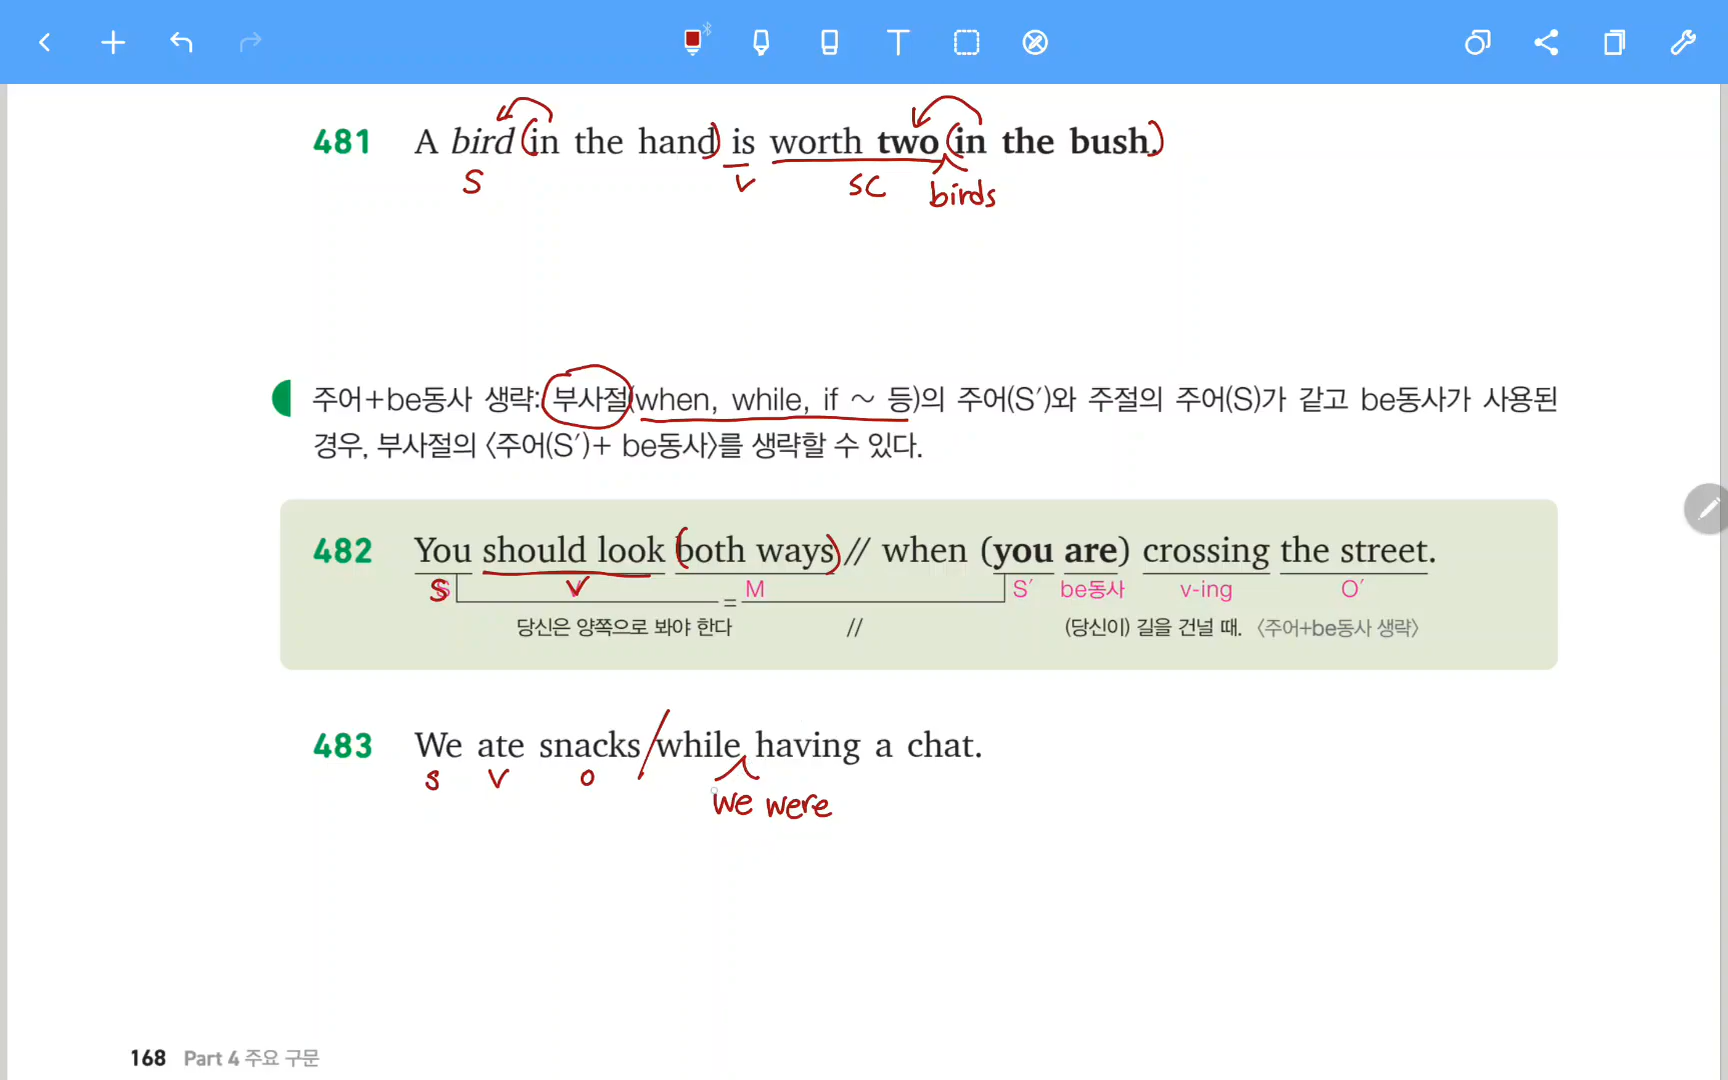 481 A bird (in the hand) is worth two (in the bush.)
S V SC birds
주어+be동사 생략: 부사절(when, while, if ~ 등)의 주어(S′)와 주절의 주어(S)가 같고 be동사가 사용된
경우, 부사절의 〈주어(S′)+ be동사〉를 생략할 수 있다.
482 You should look (both ways) // when (you are) crossing the street.
S V = M S′ be동사 v-ing O′
당신은 양쪽으로 봐야 한다 // (당신이) 길을 건널 때. 〈주어+be동사 생략〉
483 We ate snacks / while having a chat.
S V O we were
168 Part 4 주요 구문